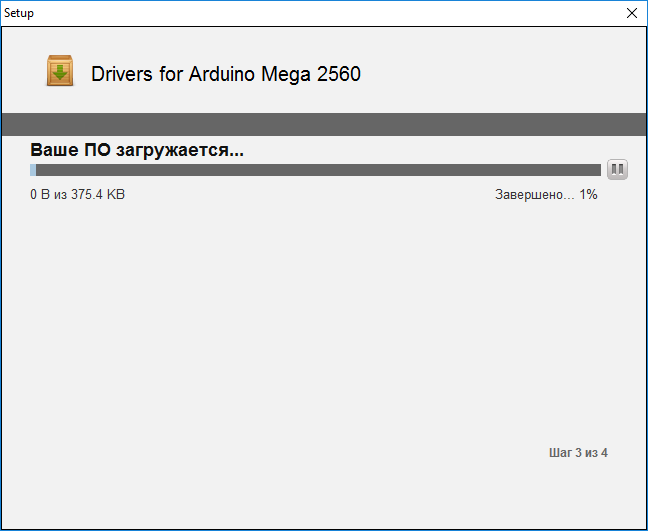 Setup
Drivers for Arduino Mega 2560
Ваше ПО загружается...
0 B из 375.4 KB
Завершено... 1%
Шаг 3 из 4